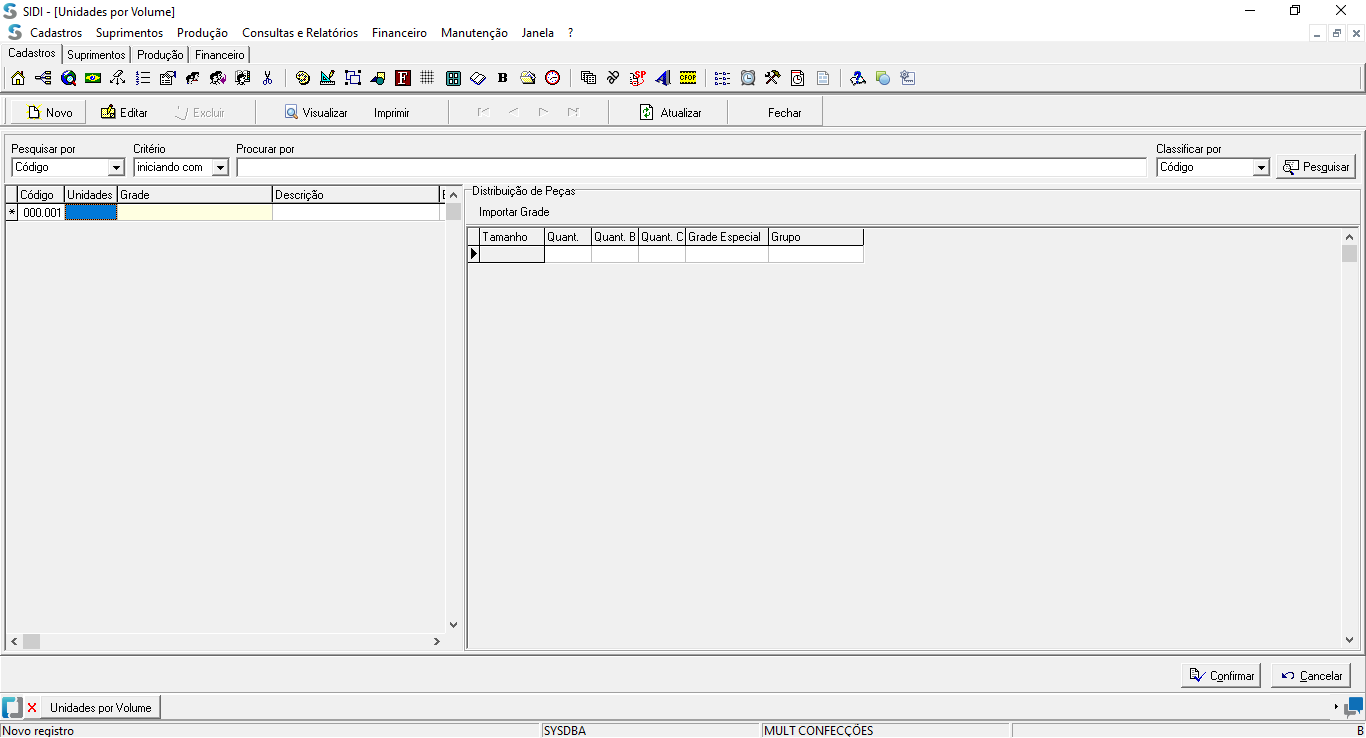 SIDI - [Unidades por Volume]
Cadastros Suprimentos Produção Consultas e Relatórios Financeiro Manutenção Janela ?
Cadastros Suprimentos Produção Financeiro
F B SP CFOP
Novo Editar Excluir Visualizar Imprimir Atualizar Fechar
Pesquisar por Critério Procurar por Classificar por
Código iniciando com Código Pesquisar
Código Unidades Grade Descrição
Distribuição de Peças
* 000.001
Importar Grade
Tamanho Quant. Quant. B Quant. C Grade Especial Grupo
Confirmar Cancelar
Unidades por Volume
Novo registro SYSDBA MULT CONFECÇÕES B